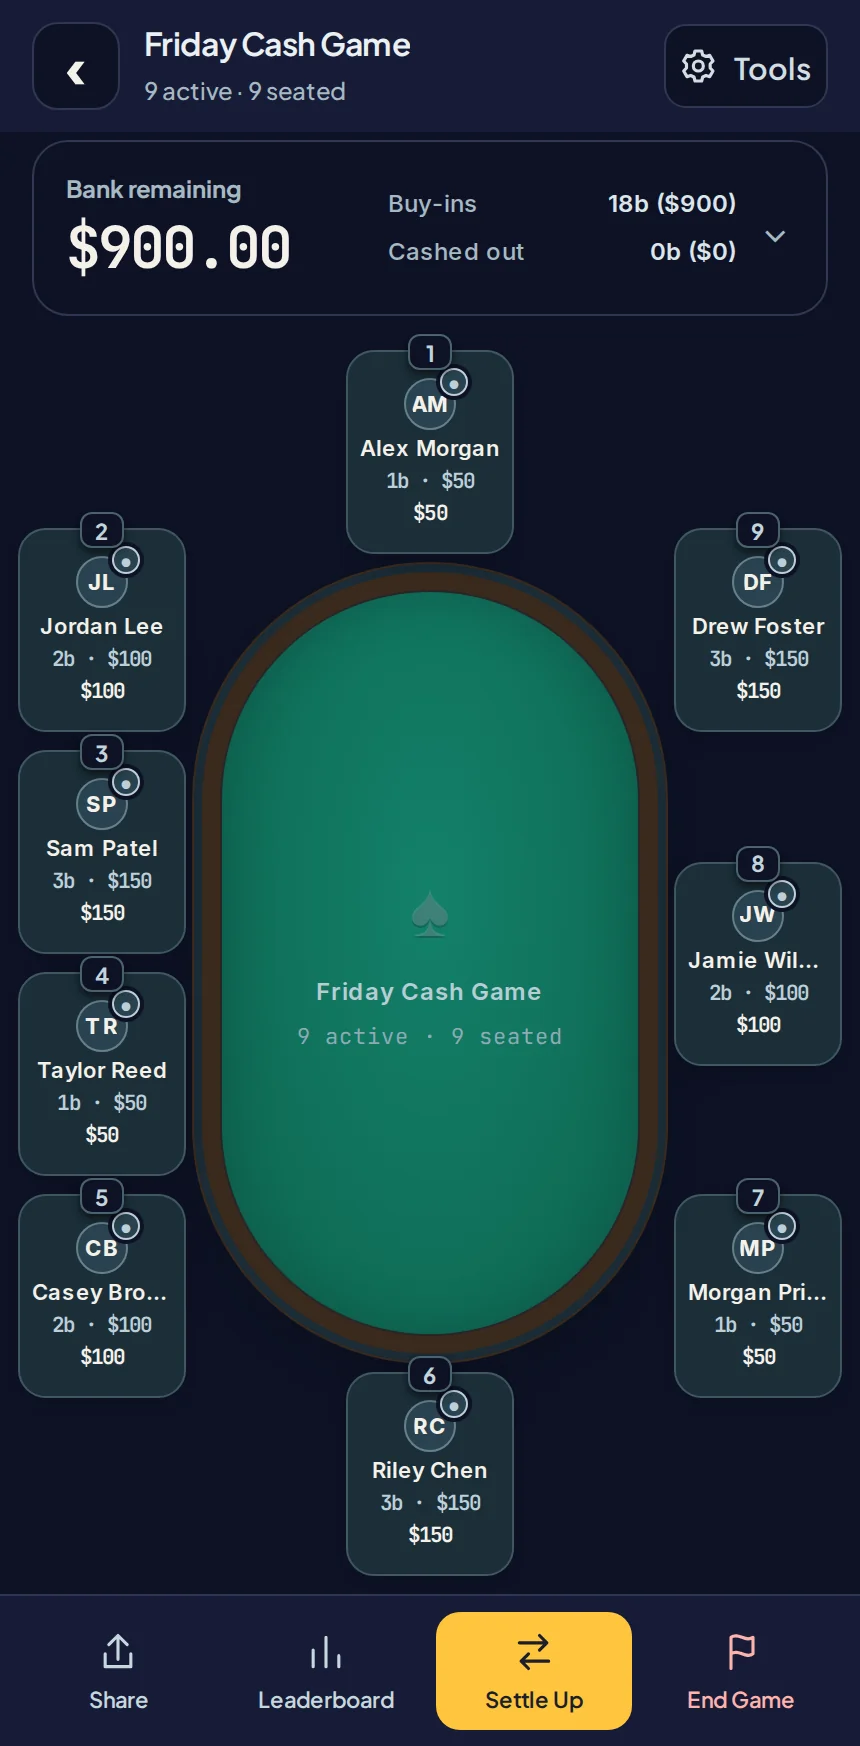 Friday Cash Game
9 active · 9 seated
Tools
Bank remaining
$900.00
Buy-ins 18b ($900)
Cashed out 0b ($0)
1
AM
Alex Morgan
1b · $50
$50
2
JL
Jordan Lee
2b · $100
$100
9
DF
Drew Foster
3b · $150
$150
3
SP
Sam Patel
3b · $150
$150
8
JW
Jamie Wil...
2b · $100
$100
Friday Cash Game
9 active · 9 seated
4
TR
Taylor Reed
1b · $50
$50
5
CB
Casey Bro...
2b · $100
$100
7
MP
Morgan Pri...
1b · $50
$50
6
RC
Riley Chen
3b · $150
$150
Share
Leaderboard
Settle Up
End Game